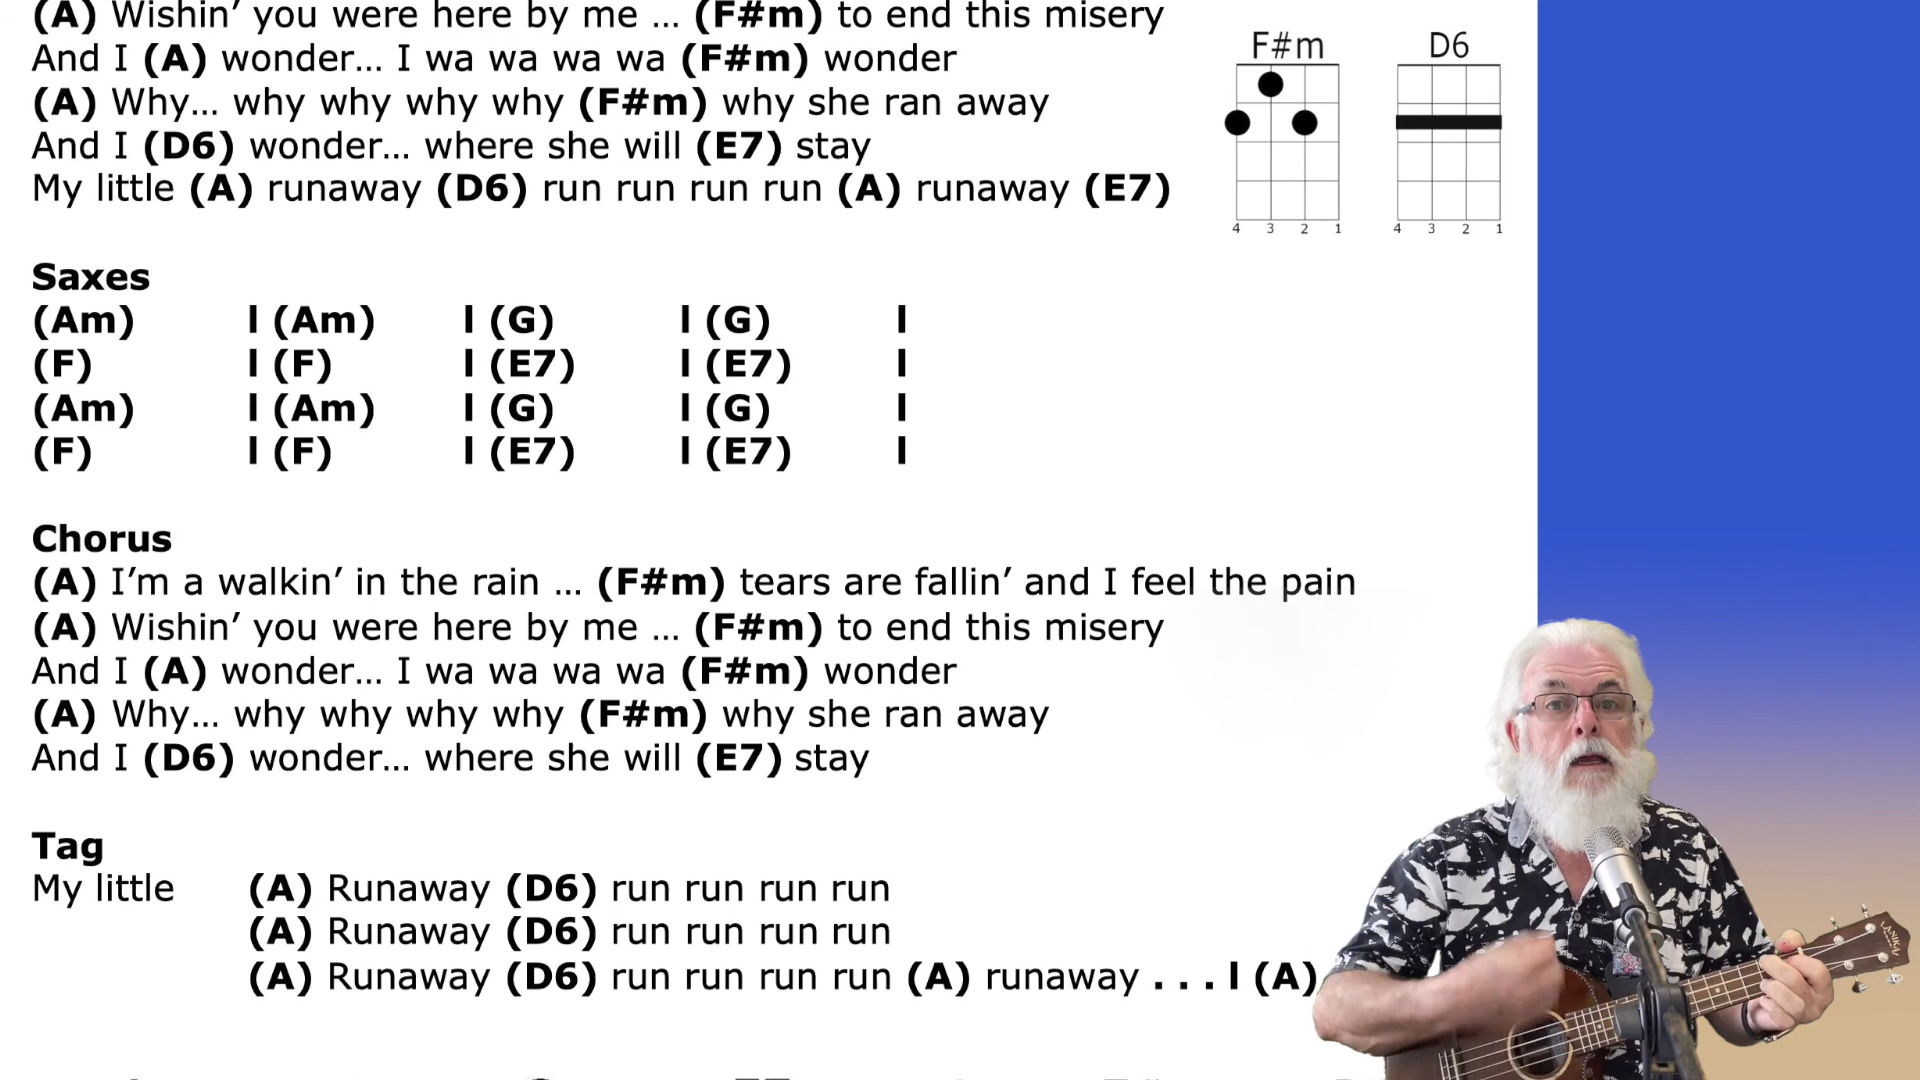 (A) Wishin’ you were here by me ... (F#m) to end this misery
And I (A) wonder... I wa wa wa wa (F#m) wonder
(A) Why... why why why why (F#m) why she ran away
And I (D6) wonder... where she will (E7) stay
My little (A) runaway (D6) run run run run (A) runaway (E7)
F#m D6
4 3 2 1 4 3 2 1
Saxes
(Am) l (Am) l (G) l (G) l
(F) l (F) l (E7) l (E7) l
(Am) l (Am) l (G) l (G) l
(F) l (F) l (E7) l (E7) l
Chorus
(A) I’m a walkin’ in the rain ... (F#m) tears are fallin’ and I feel the pain
(A) Wishin’ you were here by me ... (F#m) to end this misery
And I (A) wonder... I wa wa wa wa (F#m) wonder
(A) Why... why why why why (F#m) why she ran away
And I (D6) wonder... where she will (E7) stay
Tag
My little (A) Runaway (D6) run run run run
(A) Runaway (D6) run run run run
(A) Runaway (D6) run run run run (A) runaway . . . l (A)